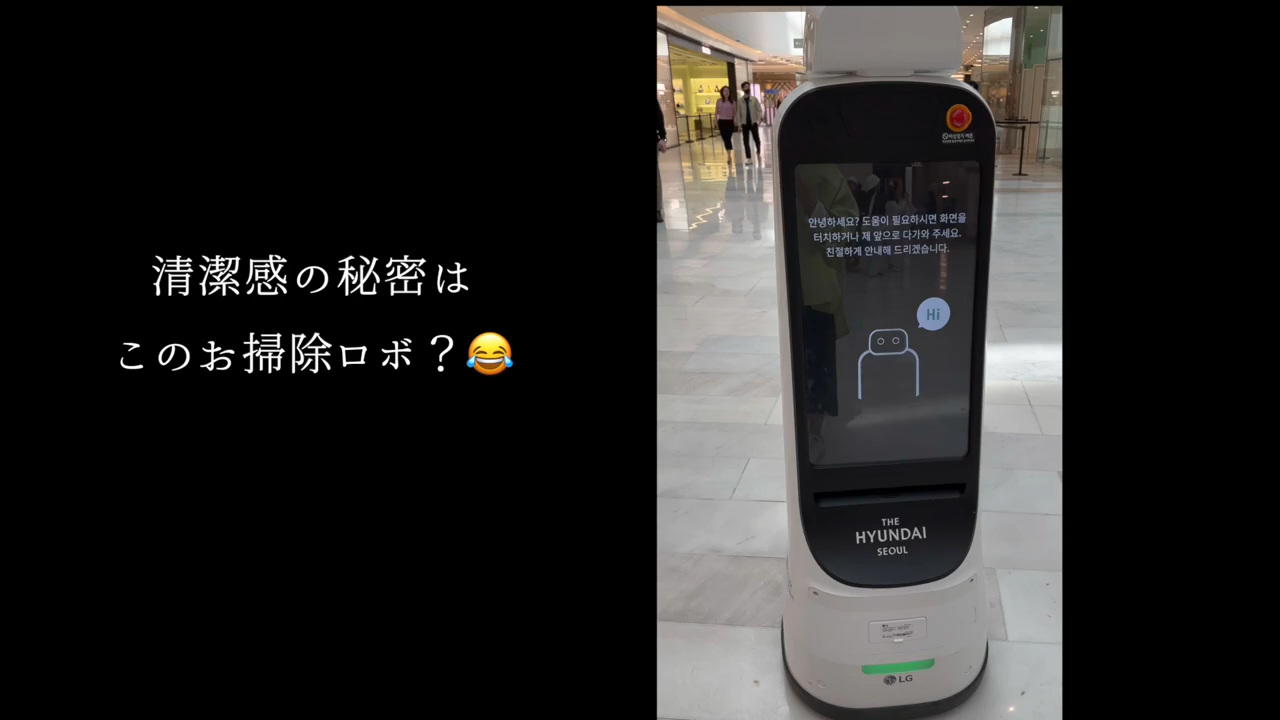 清潔感の秘密は
このお掃除ロボ？😂
안녕하세요? 도움이 필요하시면 화면을
터치하거나 제 앞으로 다가와 주세요.
친절하게 안내해 드리겠습니다.
Hi
THE
HYUNDAI
SEOUL
LG